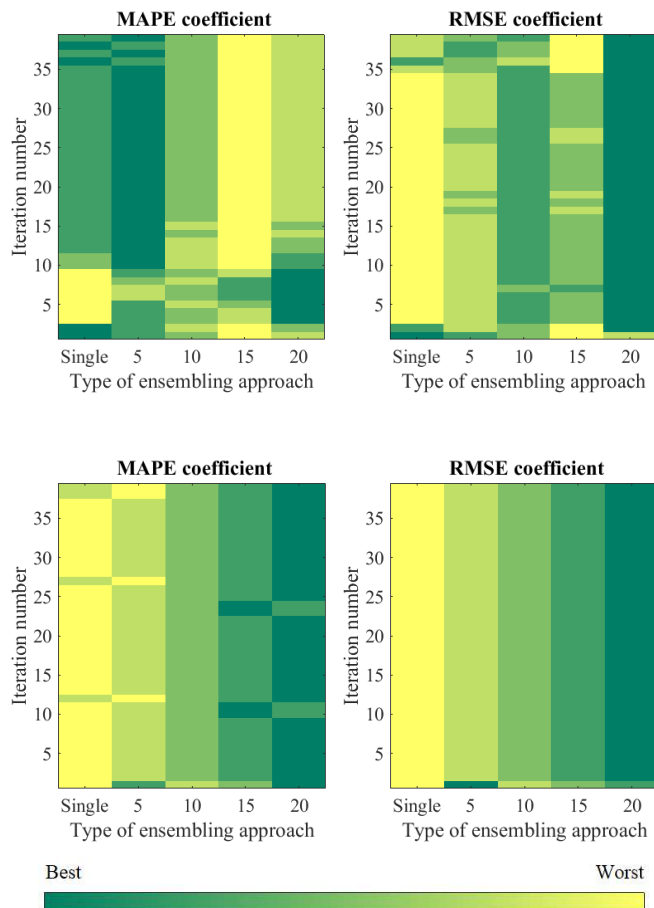 MAPE coefficient
RMSE coefficient
Iteration number
35
30
25
20
15
10
5
Single 5 10 15 20
Type of ensembling approach
Iteration number
35
30
25
20
15
10
5
Single 5 10 15 20
Type of ensembling approach
MAPE coefficient
RMSE coefficient
Iteration number
35
30
25
20
15
10
5
Single 5 10 15 20
Type of ensembling approach
Iteration number
35
30
25
20
15
10
5
Single 5 10 15 20
Type of ensembling approach
Best
Worst